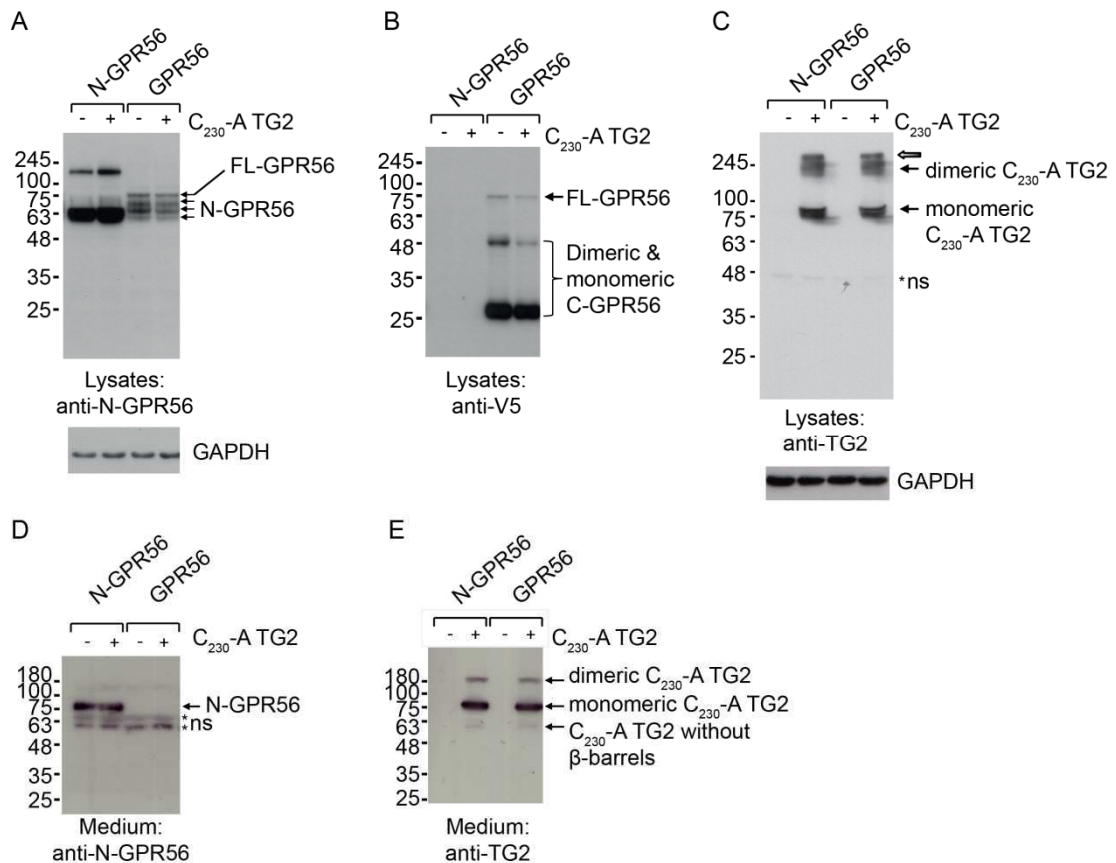 A
N-GPR56
GPR56
- + - + C₂₃₀-A TG2
245-
100-
75-
63-
48-
35-
25-
FL-GPR56
N-GPR56
Lysates:
anti-N-GPR56
GAPDH
B
N-GPR56
GPR56
- + - + C₂₃₀-A TG2
245-
100-
75-
63-
48-
35-
25-
FL-GPR56
Dimeric &
monomeric
C-GPR56
Lysates:
anti-V5
C
N-GPR56
GPR56
- + - + C₂₃₀-A TG2
245-
100-
75-
63-
48-
35-
25-
dimeric C₂₃₀-A TG2
monomeric
C₂₃₀-A TG2
*ns
Lysates:
anti-TG2
GAPDH
D
N-GPR56
GPR56
- + - + C₂₃₀-A TG2
180-
100-
75-
63-
48-
35-
25-
N-GPR56
*
*ns
Medium:
anti-N-GPR56
E
N-GPR56
GPR56
- + - + C₂₃₀-A TG2
180-
100-
75-
63-
48-
35-
25-
dimeric C₂₃₀-A TG2
monomeric C₂₃₀-A TG2
C₂₃₀-A TG2 without
β-barrels
Medium:
anti-TG2